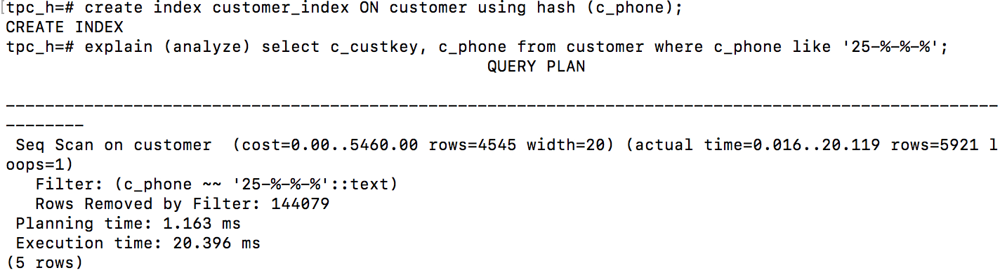 [tpc_h=# create index customer_index ON customer using hash (c_phone);
CREATE INDEX
tpc_h=# explain (analyze) select c_custkey, c_phone from customer where c_phone like '25-%-%-%';
QUERY PLAN
-----------------------------------------------------------------------------------------------------
--------
Seq Scan on customer  (cost=0.00..5460.00 rows=4545 width=20) (actual time=0.016..20.119 rows=5921 l
oops=1)
Filter: (c_phone ~~ '25-%-%-%'::text)
Rows Removed by Filter: 144079
Planning time: 1.163 ms
Execution time: 20.396 ms
(5 rows)